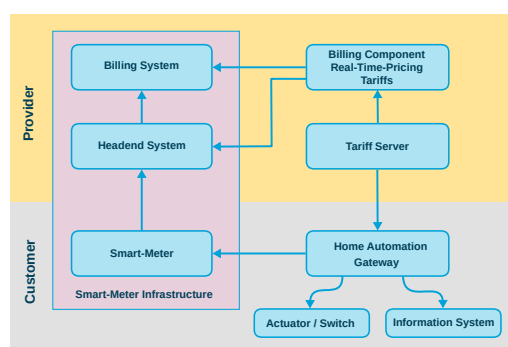 Provider
Customer
Billing System
Billing Component
Real-Time-Pricing
Tariffs
Headend System
Tariff Server
Smart-Meter
Home Automation
Gateway
Smart-Meter Infrastructure
Actuator / Switch
Information System